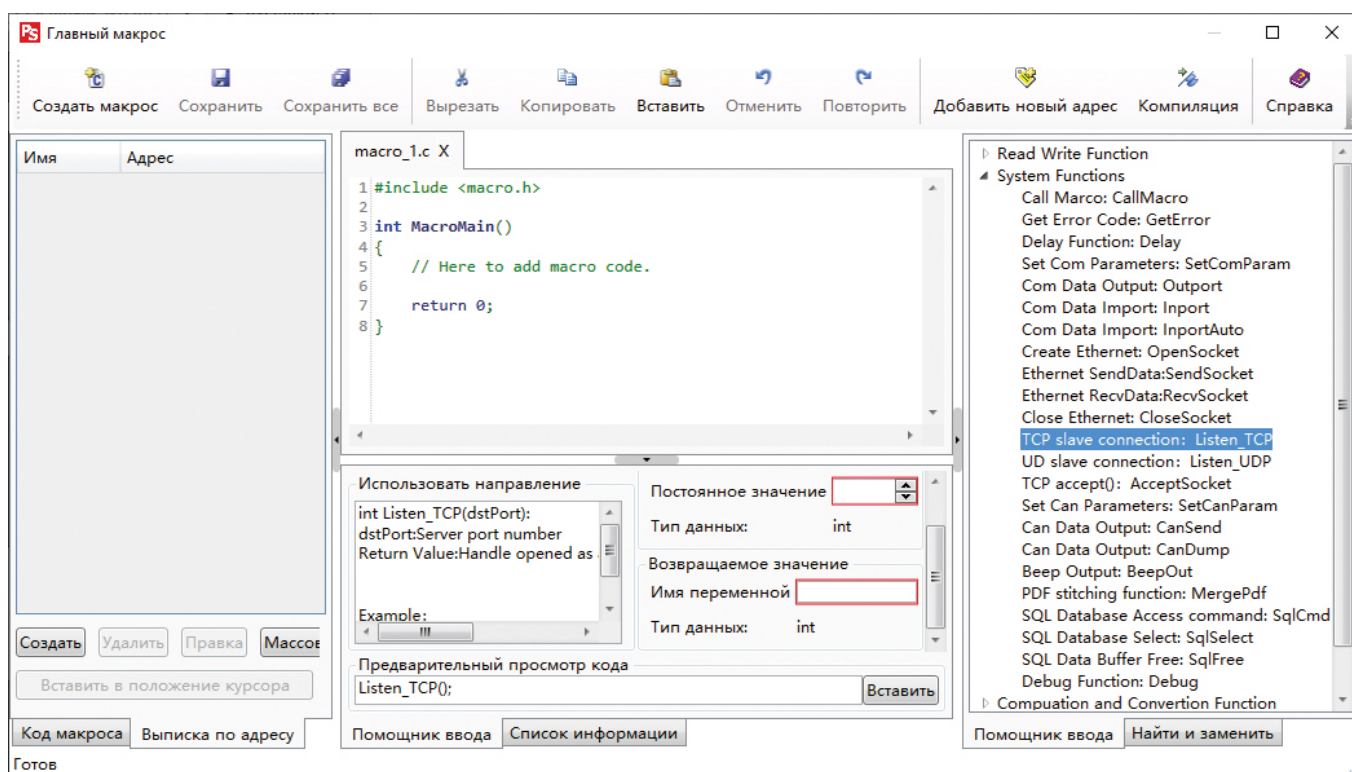 PS Главный макрос
Создать макрос Сохранить Сохранить все Вырезать Копировать Вставить Отменить Повторить Добавить новый адрес Компиляция Справка
Имя Адрес
Создать Удалить Правка Массов
Вставить в положение курсора
Код макроса Выписка по адресу
Готов
macro_1.c X
1 #include <macro.h>
2
3 int MacroMain()
4 {
5 // Here to add macro code.
6
7 return 0;
8 }
Использовать направление
int Listen_TCP(dstPort):
dstPort:Server port number
Return Value:Handle opened as
Example:
Постоянное значение
Тип данных: int
Возвращаемое значение
Имя переменной
Тип данных: int
Предварительный просмотр кода
Listen_TCP(); Вставить
Помощник ввода Список информации
Read Write Function
System Functions
Call Marco: CallMacro
Get Error Code: GetError
Delay Function: Delay
Set Com Parameters: SetComParam
Com Data Output: Outport
Com Data Import: Inport
Com Data Import: InportAuto
Create Ethernet: OpenSocket
Ethernet SendData:SendSocket
Ethernet RecvData:RecvSocket
Close Ethernet: CloseSocket
TCP slave connection: Listen_TCP
UD slave connection: Listen_UDP
TCP accept(): AcceptSocket
Set Can Parameters: SetCanParam
Can Data Output: CanSend
Can Data Output: CanDump
Beep Output: BeepOut
PDF stitching function: MergePdf
SQL Database Access command: SqlCmd
SQL Database Select: SqlSelect
SQL Data Buffer Free: SqlFree
Debug Function: Debug
Compuation and Convertion Function
Помощник ввода Найти и заменить